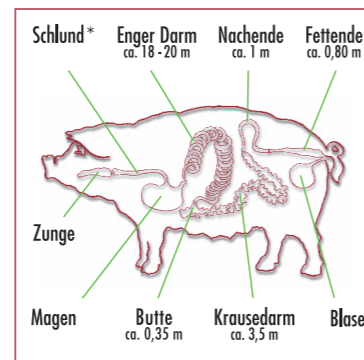 Schlund* Enger Darm Nachende Fettende
ca. 18-20 m ca. 1 m ca. 0,80 m
Zunge
Magen Butte Krausedarm Blase
ca. 0,35 m ca. 3,5 m